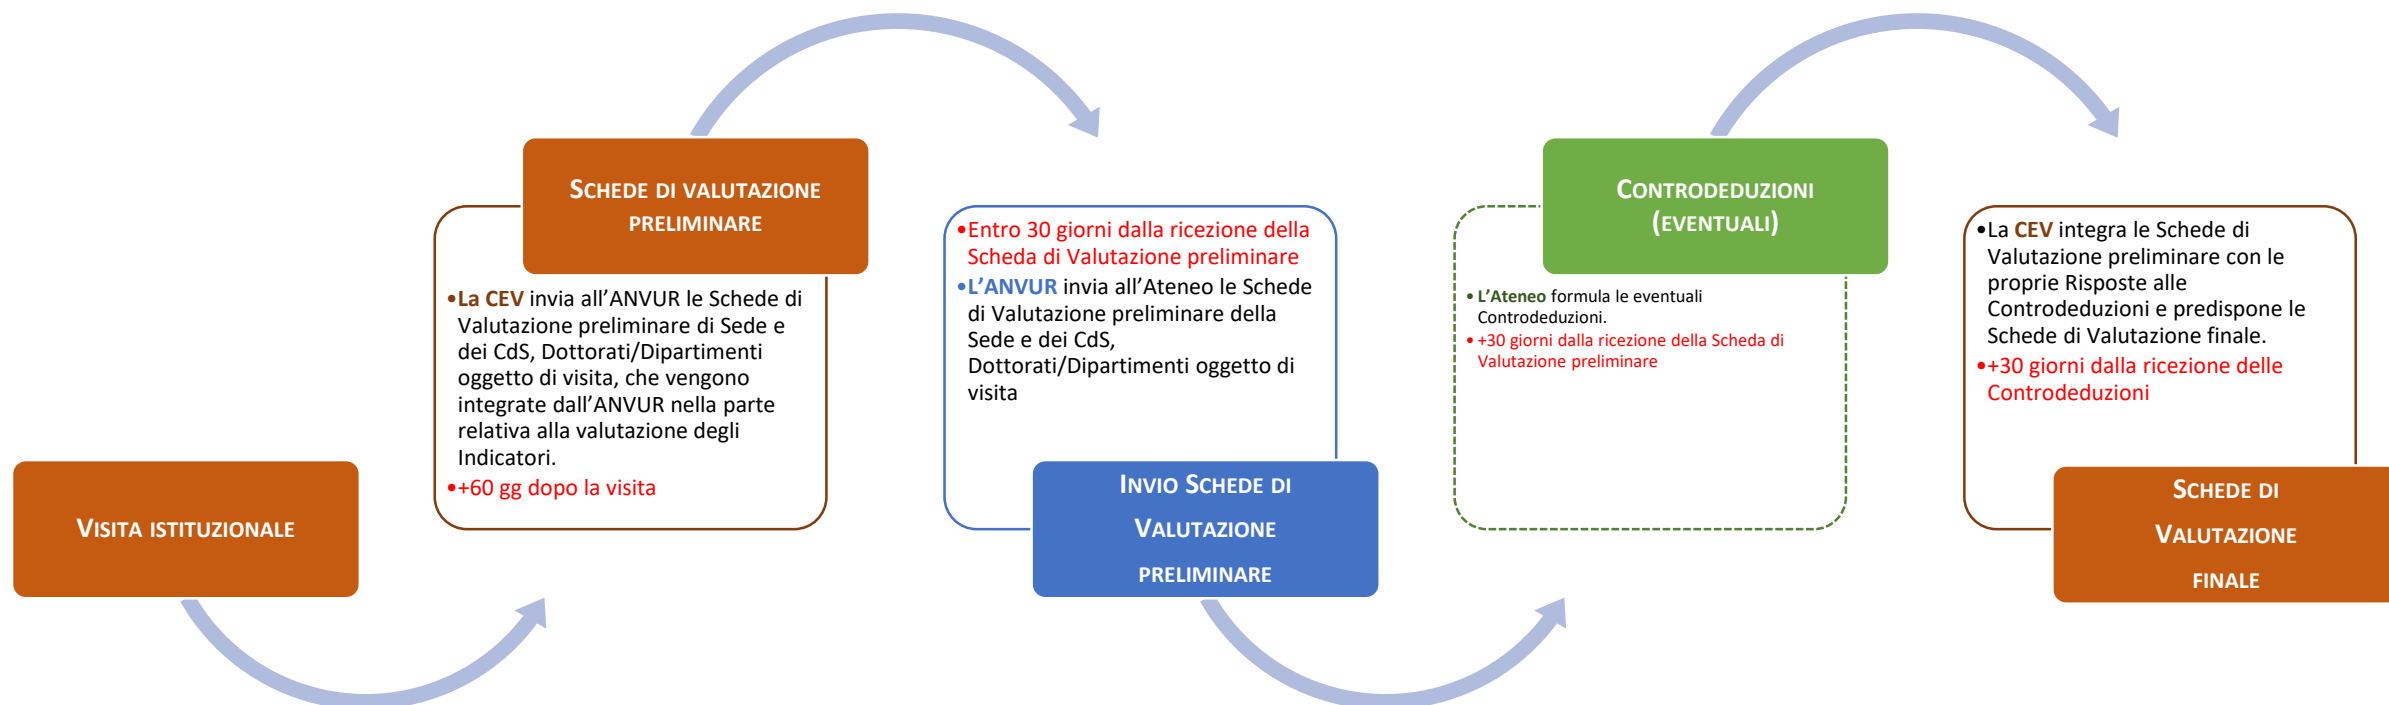 VISITA ISTITUZIONALE
SCHEDE DI VALUTAZIONE
PRELIMINARE
•La CEV invia all'ANVUR le Schede di
Valutazione preliminare di Sede e
dei CdS, Dottorati/Dipartimenti
oggetto di visita, che vengono
integrate dall'ANVUR nella parte
relativa alla valutazione degli
Indicatori.
•+60 gg dopo la visita
•Entro 30 giorni dalla ricezione della
Scheda di Valutazione preliminare
•L'ANVUR invia all'Ateneo le Schede
di Valutazione preliminare della
Sede e dei CdS,
Dottorati/Dipartimenti oggetto di
visita
INVIO SCHEDE DI
VALUTAZIONE
PRELIMINARE
CONTRODEDUZIONI
(EVENTUALI)
• L'Ateneo formula le eventuali
Controdeduzioni.
• +30 giorni dalla ricezione della Scheda di
Valutazione preliminare
•La CEV integra le Schede di
Valutazione preliminare con le
proprie Risposte alle
Controdeduzioni e predispone le
Schede di Valutazione finale.
•+30 giorni dalla ricezione delle
Controdeduzioni
SCHEDE DI
VALUTAZIONE
FINALE